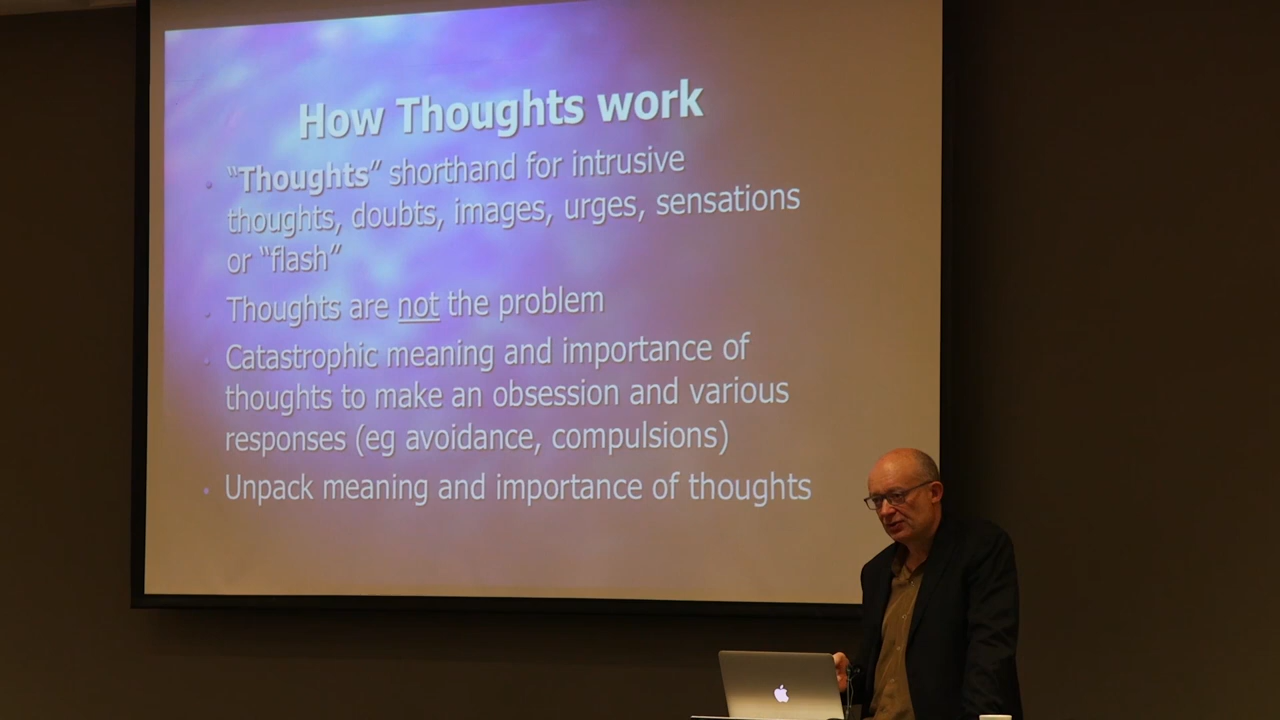 How Thoughts work
“Thoughts” shorthand for intrusive
thoughts, doubts, images, urges, sensations
or “flash”
Thoughts are not the problem
Catastrophic meaning and importance of
thoughts to make an obsession and various
responses (eg avoidance, compulsions)
Unpack meaning and importance of thoughts